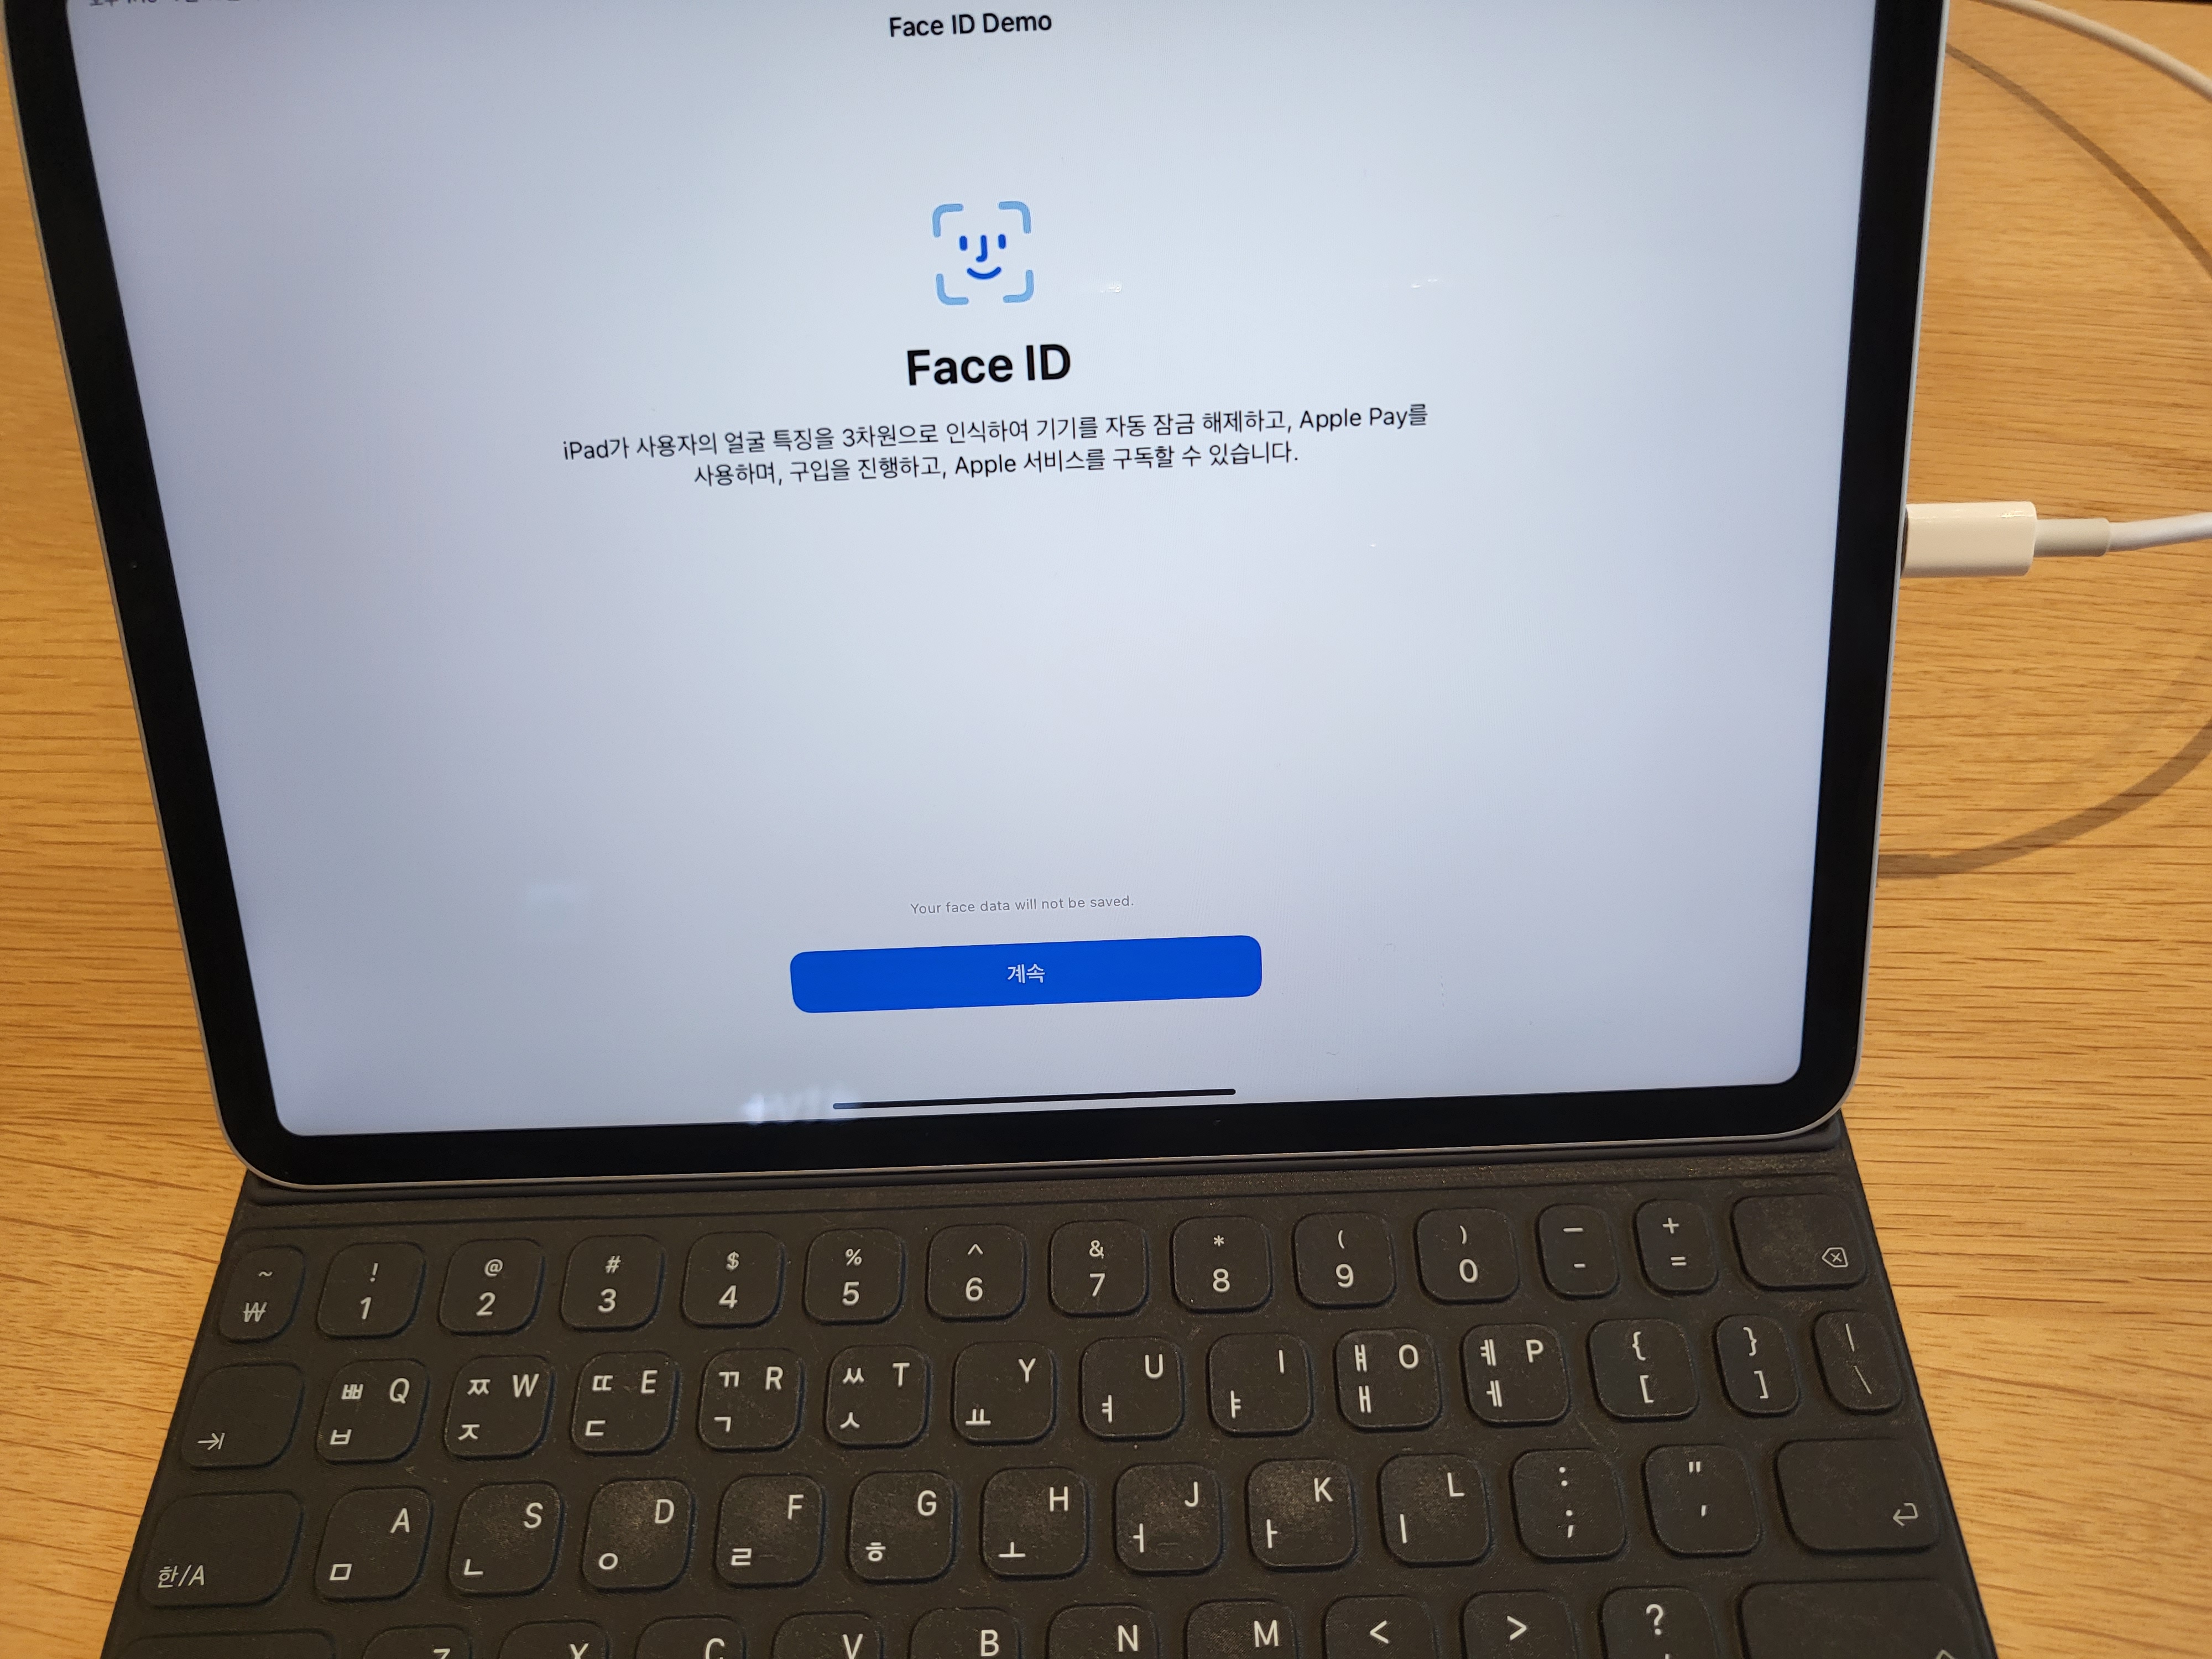 Face ID Demo
Face ID
iPad가 사용자의 얼굴 특징을 3차원으로 인식하여 기기를 자동 잠금 해제하고, Apple Pay를
사용하며, 구입을 진행하고, Apple 서비스를 구독할 수 있습니다.
Your face data will not be saved.
계속
~ ! @ # $ % ^ & * ( ) — +
₩ 1 2 3 4 5 6 7 8 9 0 - =
ㅃ Q ㅉ W ㄸ E ㄲ R ㅆ T Y U I ㅒ O ㅖ P { } |
ㅂ ㅈ ㄷ ㄱ ㅅ ㅛ ㅕ ㅑ ㅐ ㅔ [ ] \
A S D F G H J K L : "
한/A ㅁ ㄴ ㅇ ㄹ ㅎ ㅗ ㅓ ㅏ ㅣ ; '
Z X C V B N M < > ?